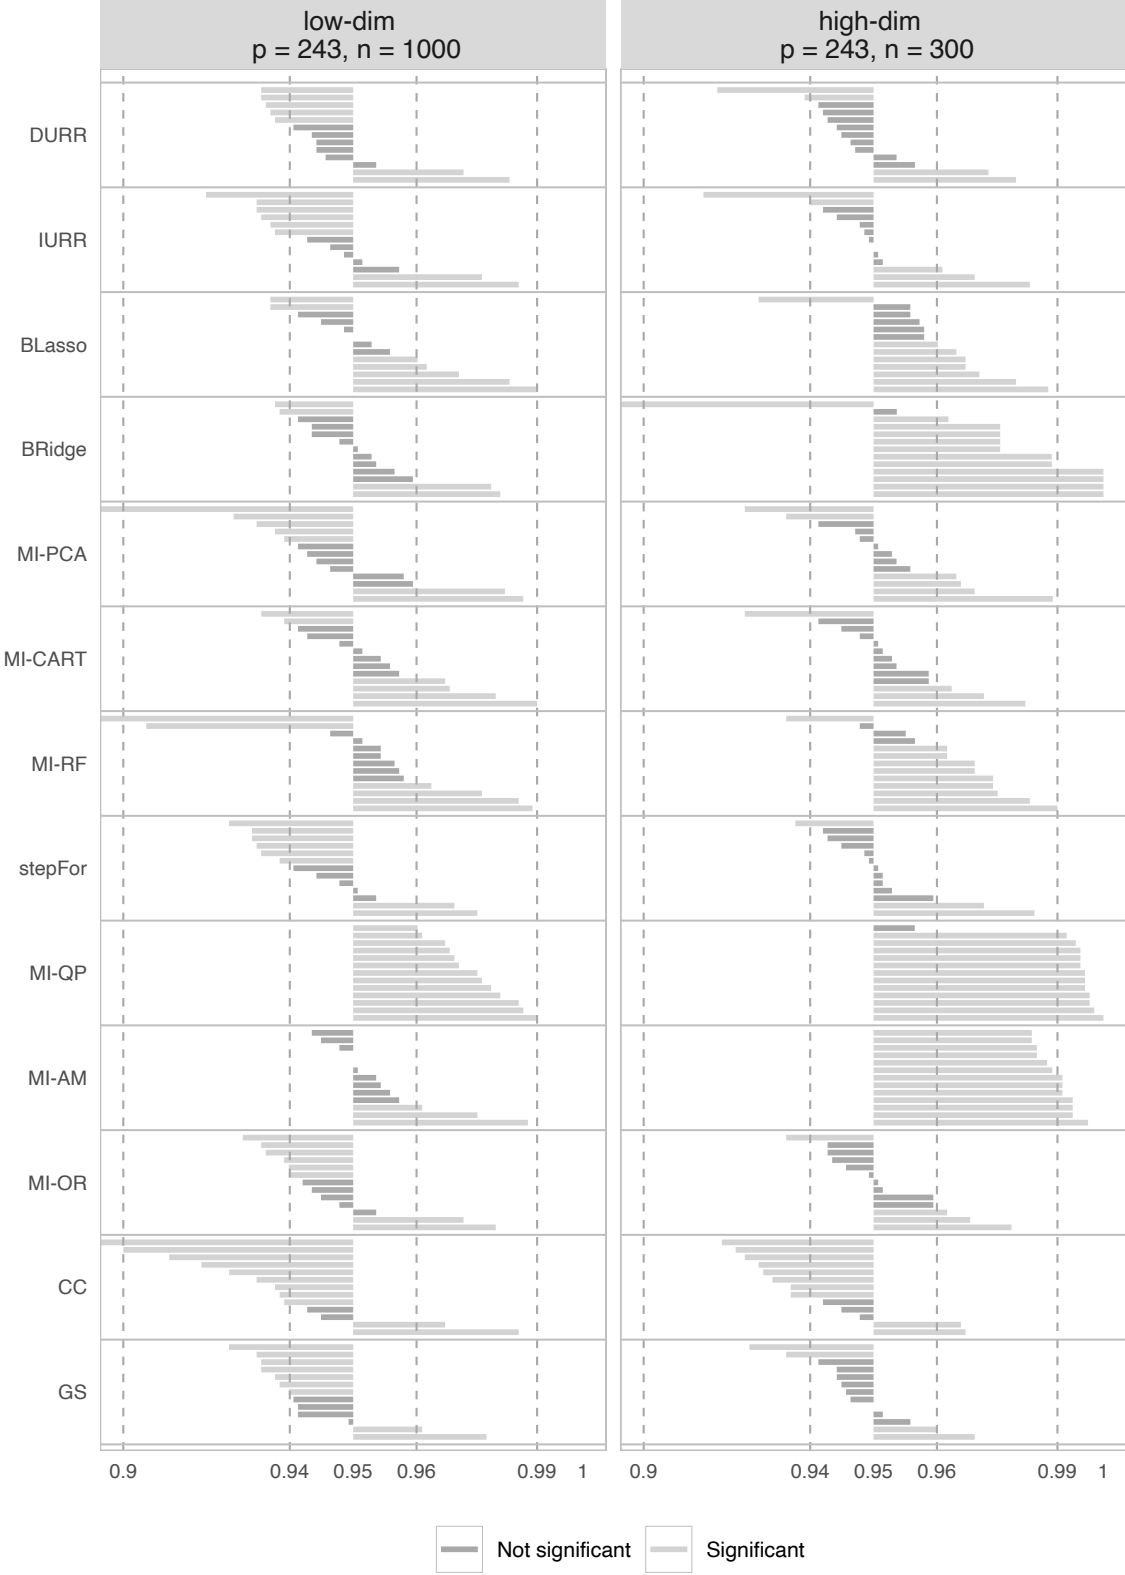 low-dim
p = 243, n = 1000
high-dim
p = 243, n = 300
DURR
IURR
BLasso
BRidge
MI-PCA
MI-CART
MI-RF
stepFor
MI-QP
MI-AM
MI-OR
CC
GS
0.9 0.94 0.95 0.96 0.99 1
0.9 0.94 0.95 0.96 0.99 1
Not significant Significant